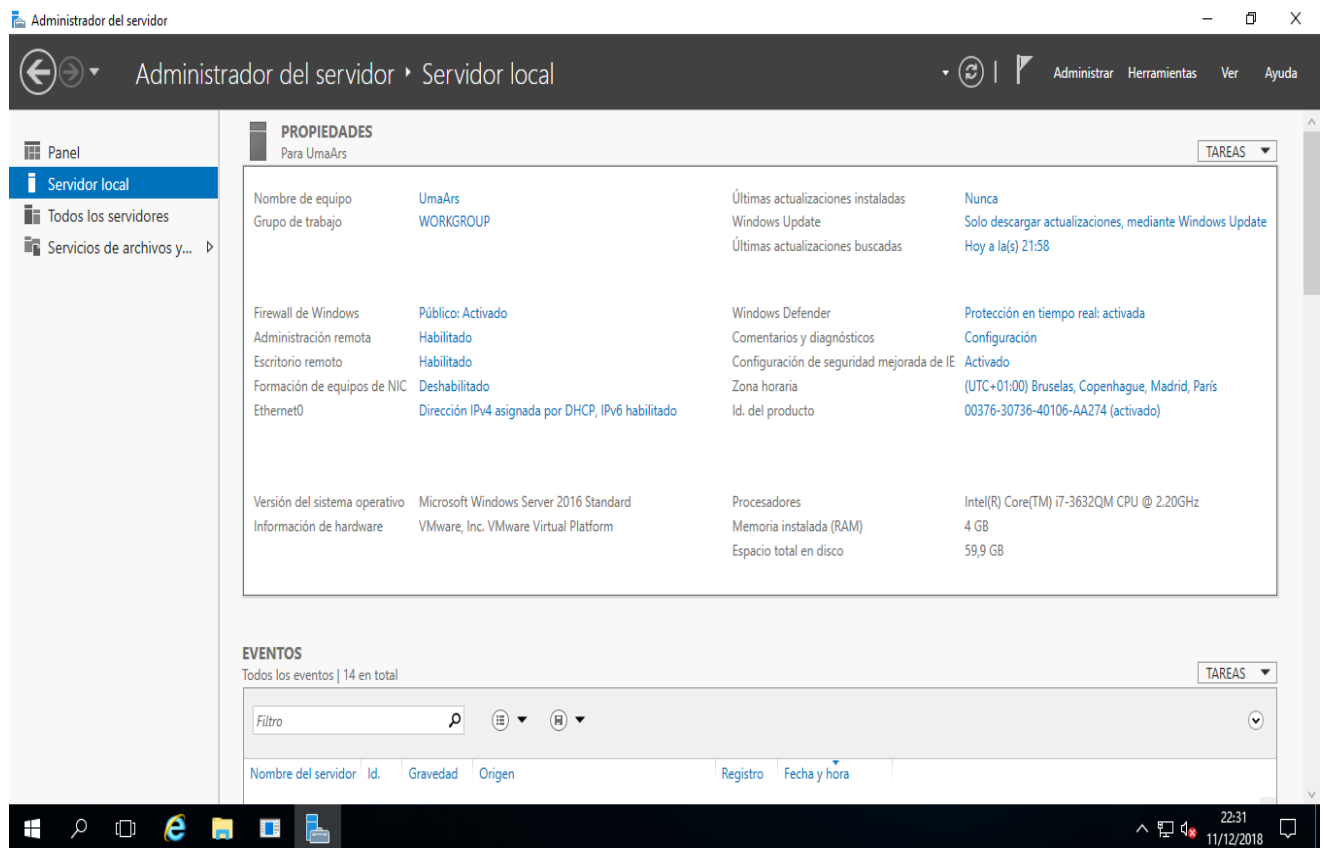 Administrador del servidor
Administrador del servidor ‣ Servidor local
Administrar Herramientas Ver Ayuda
Panel
Servidor local
Todos los servidores
Servicios de archivos y...
PROPIEDADES
Para UmaArs
TAREAS
Nombre de equipo UmaArs Últimas actualizaciones instaladas Nunca
Grupo de trabajo WORKGROUP Windows Update Solo descargar actualizaciones, mediante Windows Update
Últimas actualizaciones buscadas Hoy a la(s) 21:58
Firewall de Windows Público: Activado Windows Defender Protección en tiempo real: activada
Administración remota Habilitado Comentarios y diagnósticos Configuración
Escritorio remoto Habilitado Configuración de seguridad mejorada de IE Activado
Formación de equipos de NIC Deshabilitado Zona horaria (UTC+01:00) Bruselas, Copenhague, Madrid, París
Ethernet0 Dirección IPv4 asignada por DHCP, IPv6 habilitado Id. del producto 00376-30736-40106-AA274 (activado)
Versión del sistema operativo Microsoft Windows Server 2016 Standard Procesadores Intel(R) Core(TM) i7-3632QM CPU @ 2.20GHz
Información de hardware VMware, Inc. VMware Virtual Platform Memoria instalada (RAM) 4 GB
Espacio total en disco 59,9 GB
EVENTOS
Todos los eventos | 14 en total
TAREAS
Filtro
Nombre del servidor Id. Gravedad Origen Registro Fecha y hora
22:31
11/12/2018